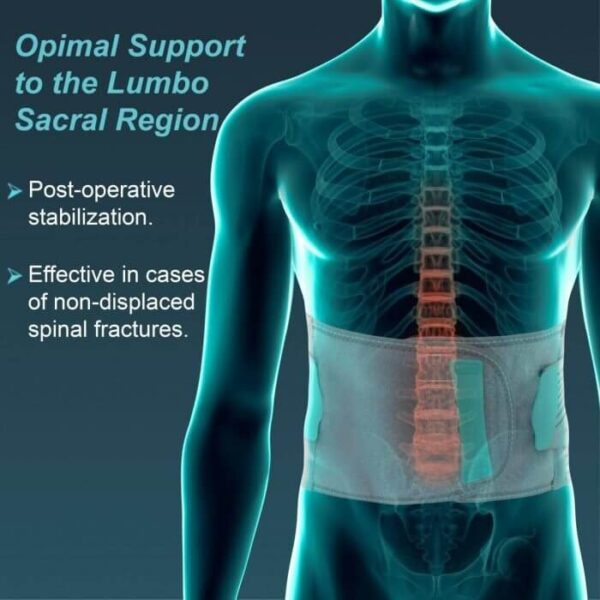 Opimal Support
to the Lumbo
Sacral Region
Post-operative
stabilization.
Effective in cases
of non-displaced
spinal fractures.